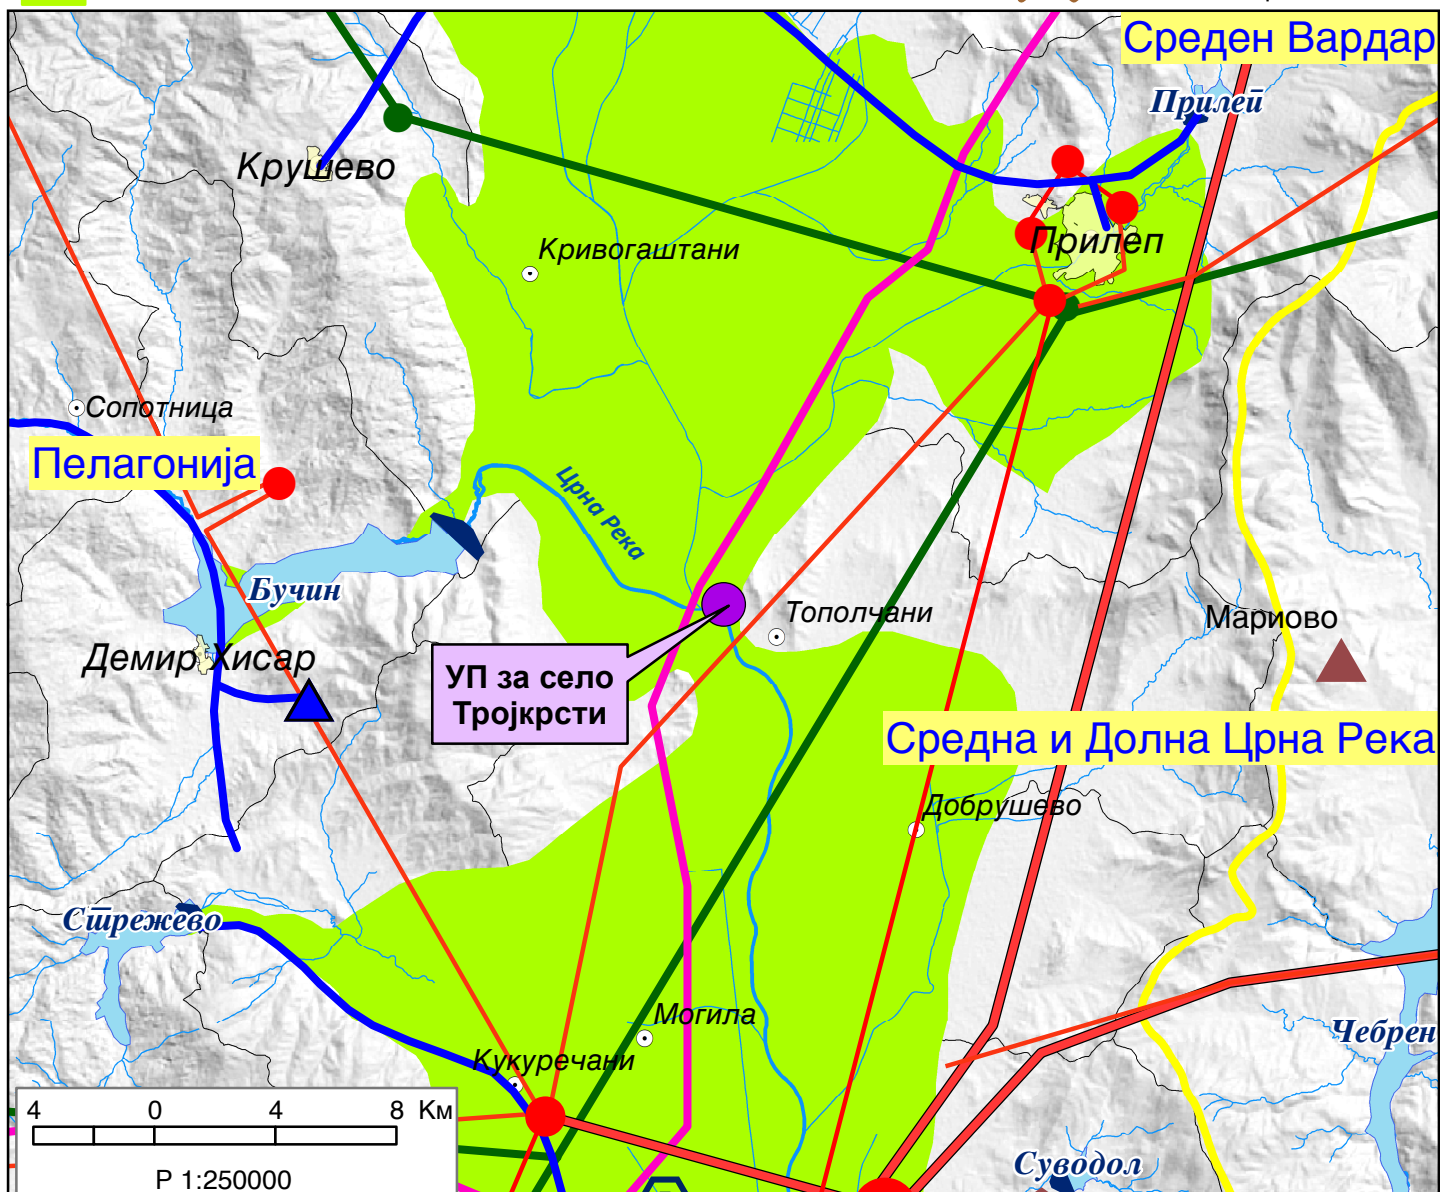 Среден Вардар
Прилеп
Крушево
Прилеп
Кривогаштани
Сопотница
Пелагонија
Црна Река
Бучин
Тополчани
Мариово
Демир Хисар
УП за село
Тројкрсти
Средна и Долна Црна Река
Добрушево
Стрежево
Могила
Чебрен
Кукуречани
4 0 4 8 Км
Р 1:250000
Суводол